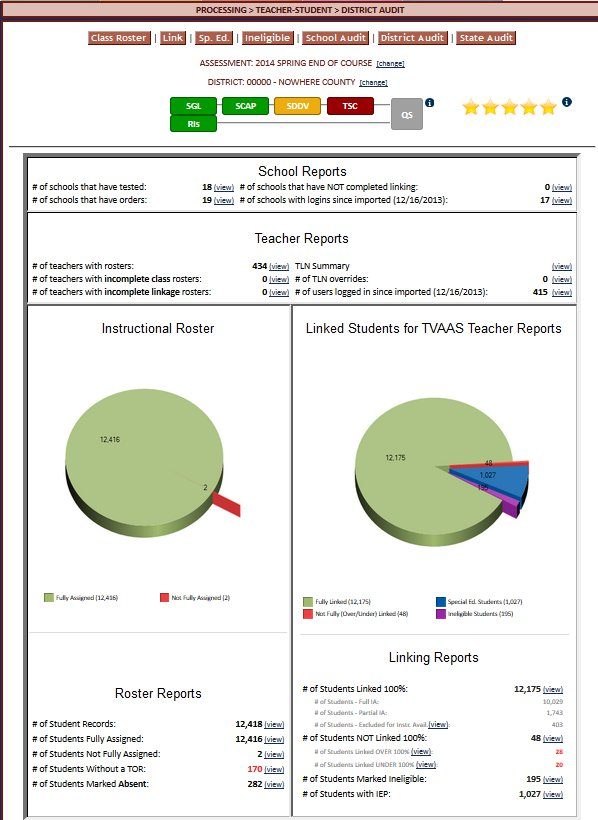 PROCESSING > TEACHER-STUDENT > DISTRICT AUDIT
Class Roster | Link | Sp. Ed. | Ineligible | School Audit | District Audit | State Audit
ASSESSMENT: 2014 SPRING END OF COURSE [change]
DISTRICT: 00000 - NOWHERE COUNTY [change]
SGL SCAP SDDV TSC QS i i
RIs
School Reports
# of schools that have tested: 18 (view) # of schools that have NOT completed linking: 0 (view)
# of schools that have orders: 19 (view) # of schools with logins since imported (12/16/2013): 17 (view)
Teacher Reports
# of teachers with rosters: 434 (view) TLN Summary (view)
# of teachers with incomplete class rosters: 0 (view) # of TLN overrides: 0 (view)
# of teachers with incomplete linkage rosters: 0 (view) # of users logged in since imported (12/16/2013): 415 (view)
Instructional Roster
12,416
2
Fully Assigned (12,416) Not Fully Assigned (2)
Linked Students for TVAAS Teacher Reports
12,175
48
1,027
195
Fully Linked (12,175) Special Ed. Students (1,027)
Not Fully (Over/Under) Linked (48) Ineligible Students (195)
Roster Reports
# of Student Records: 12,418 (view)
# of Students Fully Assigned: 12,416 (view)
# of Students Not Fully Assigned: 2 (view)
# of Students Without a TOR: 170 (view)
# of Students Marked Absent: 282 (view)
Linking Reports
# of Students Linked 100%: 12,175 (view)
# of Students - Full IA: 10,029
# of Students - Partial IA: 1,743
# of Students - Excluded for Instr. Avail.(view): 403
# of Students NOT Linked 100%: 48 (view)
# of Students Linked OVER 100% (view): 28
# of Students Linked UNDER 100% (view): 20
# of Students Marked Ineligible: 195 (view)
# of Students with IEP: 1,027 (view)